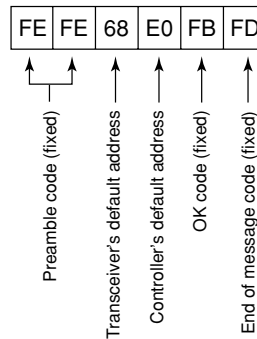 FE FE 68 E0 FB FD
Preamble code (fixed)
Transceiver's default address
Controller's default address
OK code (fixed)
End of message code (fixed)